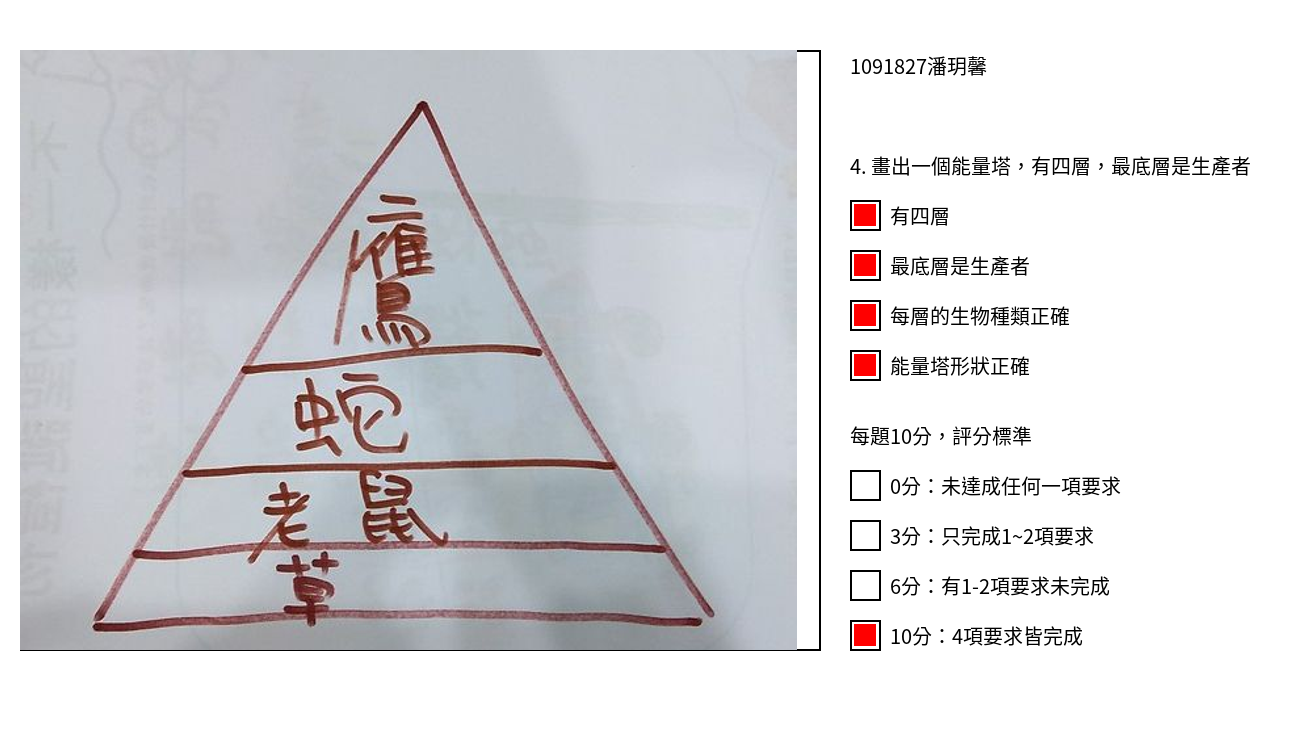 鷹
蛇
老鼠
草
1091827潘玥馨
4. 畫出一個能量塔，有四層，最底層是生產者
有四層
最底層是生產者
每層的生物種類正確
能量塔形狀正確
每題10分，評分標準
0分：未達成任何一項要求
3分：只完成1~2項要求
6分：有1-2項要求未完成
10分：4項要求皆完成